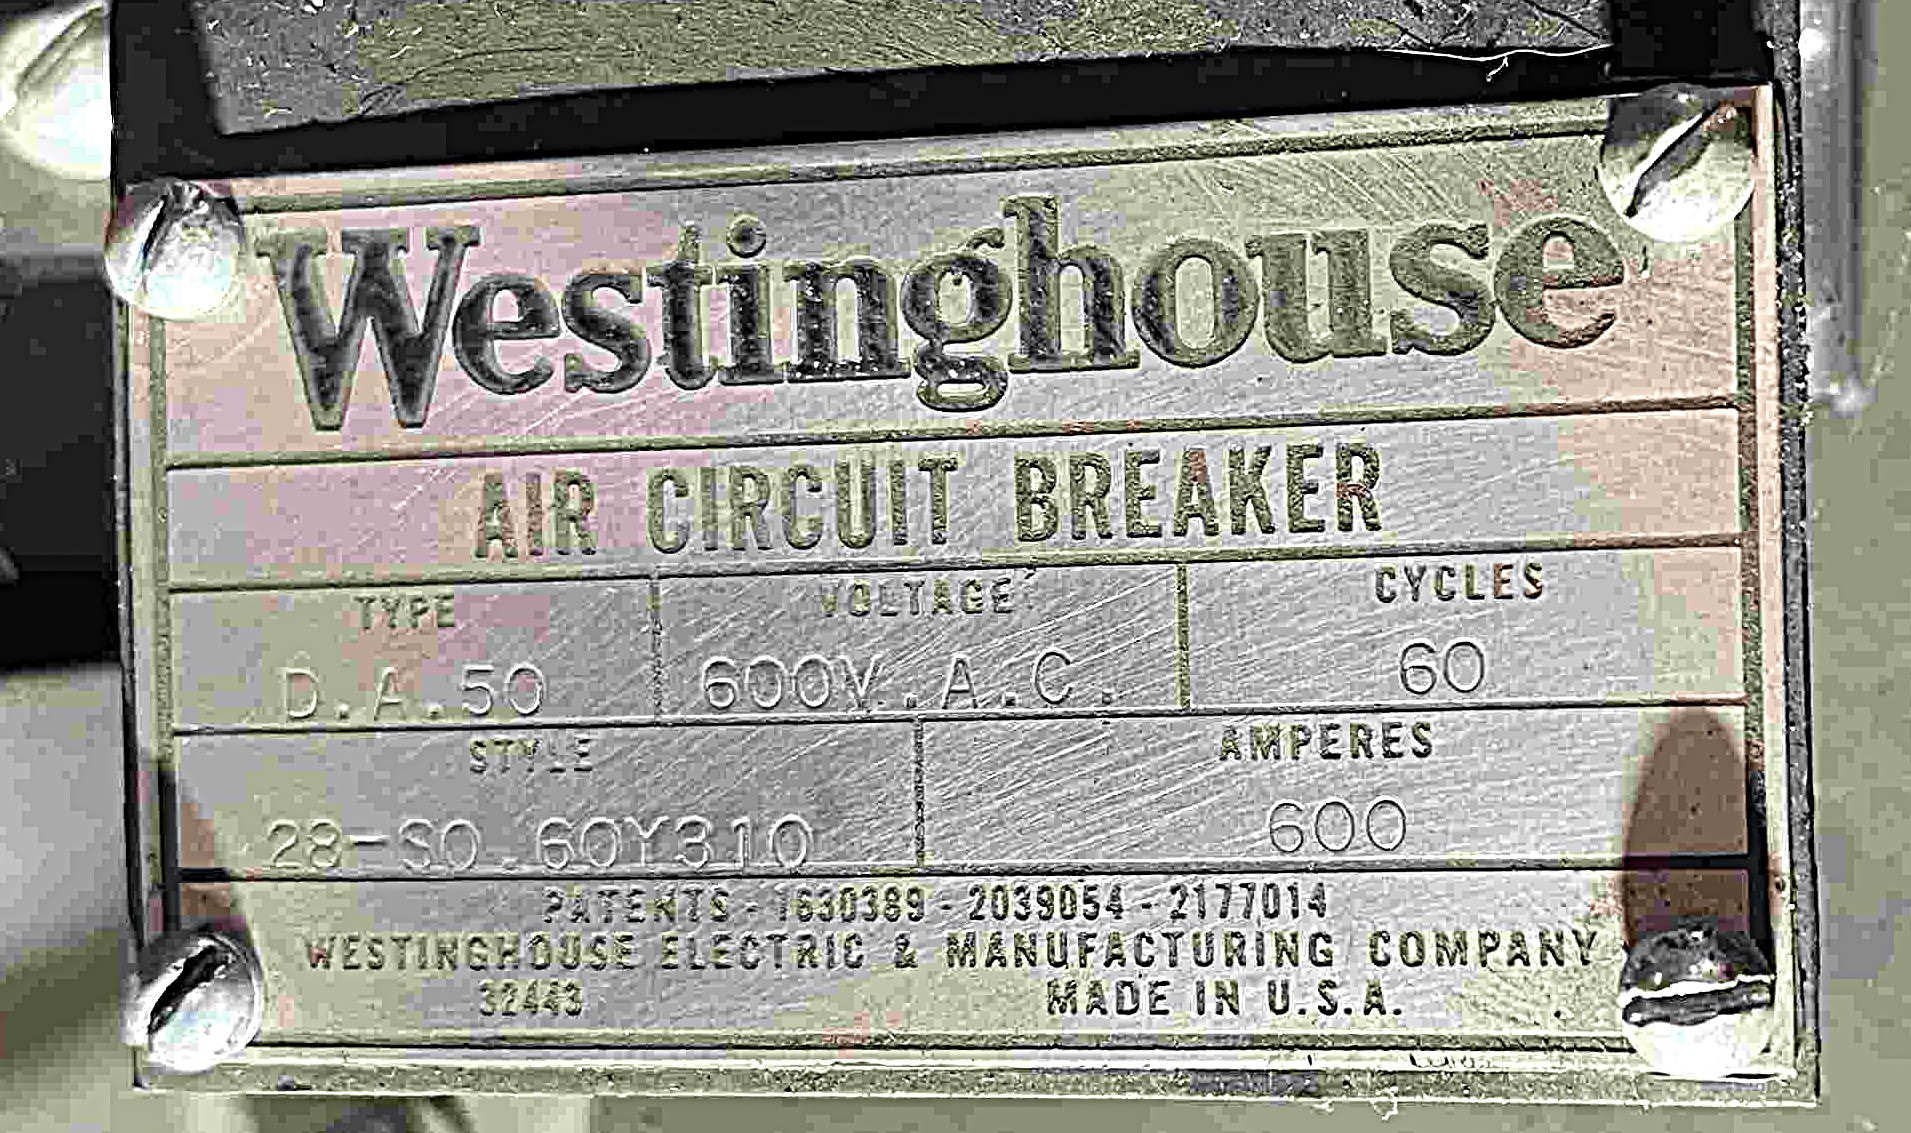 Westinghouse
AIR CIRCUIT BREAKER
TYPE VOLTAGE CYCLES
D.A.50 600V.A.C. 60
STYLE AMPERES
28-SO.60Y310 600
PATENTS - 1630389 - 2039054 - 2177014
WESTINGHOUSE ELECTRIC & MANUFACTURING COMPANY
32443 MADE IN U.S.A.